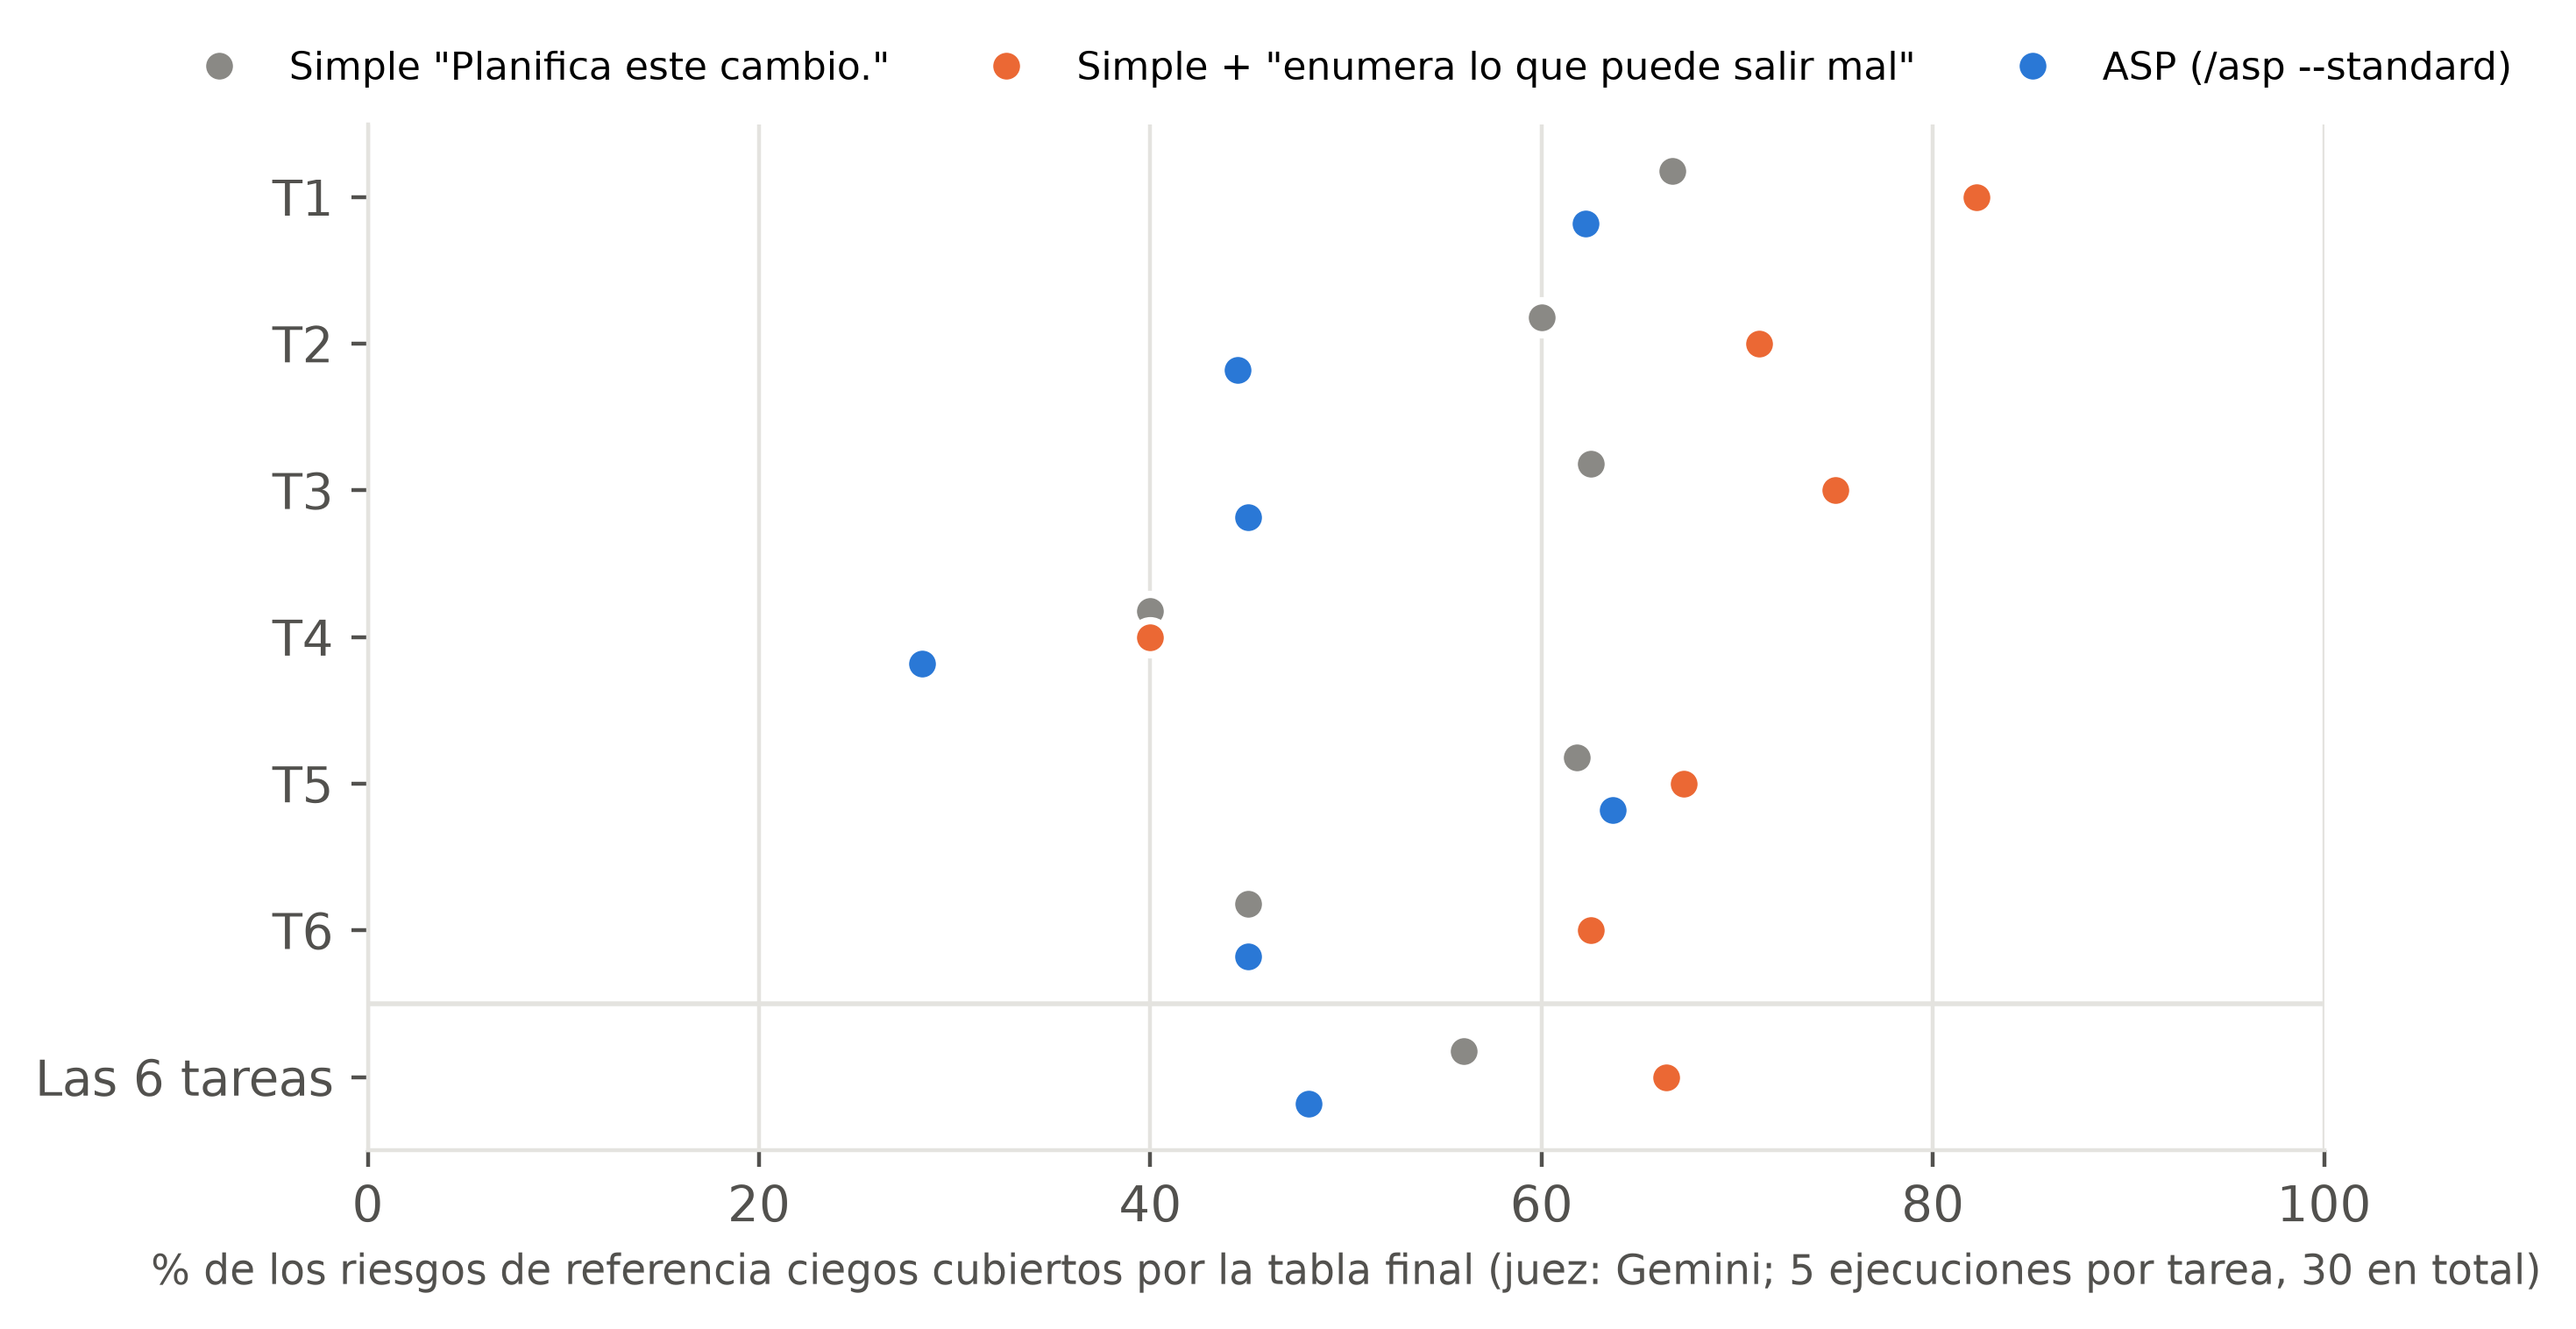 Simple "Planifica este cambio." Simple + "enumera lo que puede salir mal" ASP (/asp --standard)
T1
T2
T3
T4
T5
T6
Las 6 tareas
0 20 40 60 80 100
% de los riesgos de referencia ciegos cubiertos por la tabla final (juez: Gemini; 5 ejecuciones por tarea, 30 en total)